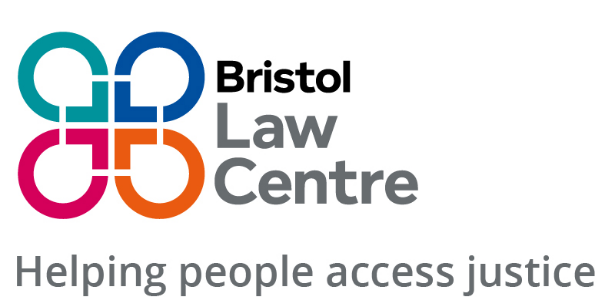 Bristol
Law
Centre
Helping people access justice